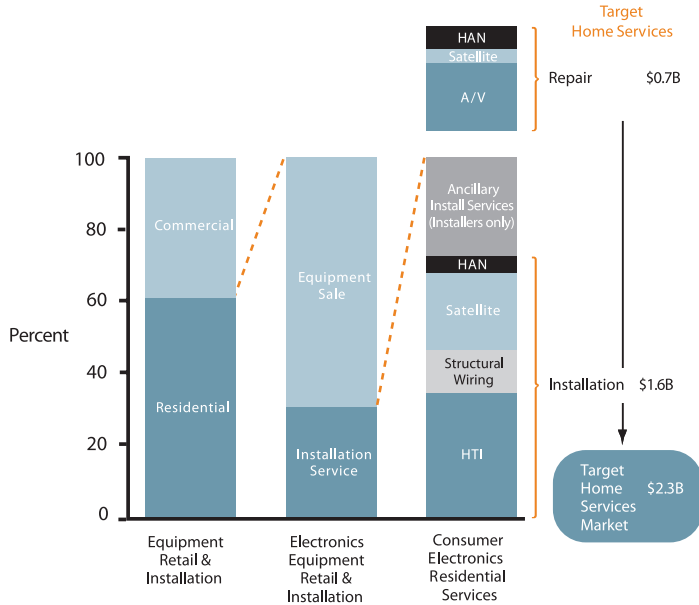 Target
Home Services
HAN
Satellite
A/V
Repair $0.7B
100
80
60
40
20
0
Percent
Commercial
Residential
Equipment
Sale
Installation
Service
Ancillary
Install Services
(Installers only)
HAN
Satellite
Structural
Wiring
HTI
Installation $1.6B
Target
Home $2.3B
Services
Market
Equipment
Retail &
Installation
Electronics
Equipment
Retail &
Installation
Consumer
Electronics
Residential
Services